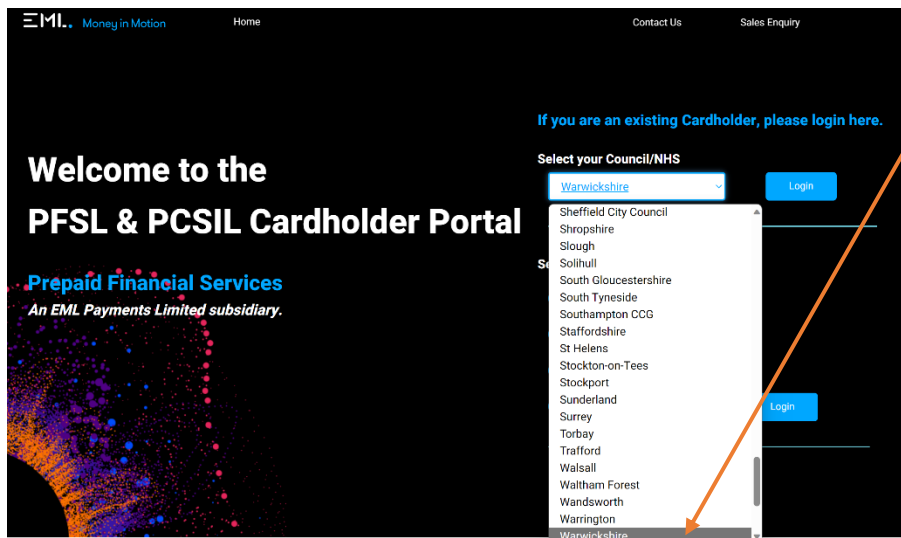 EML. Money in Motion
Home
Contact Us
Sales Enquiry
If you are an existing Cardholder, please login here.
Welcome to the
PFSL & PCSIL Cardholder Portal
Prepaid Financial Services
An EML Payments Limited subsidiary.
Select your Council/NHS
Warwickshire
Login
Sheffield City Council
Shropshire
Slough
Solihull
South Gloucestershire
South Tyneside
Southampton CCG
Staffordshire
St Helens
Stockton-on-Tees
Stockport
Sunderland
Surrey
Torbay
Trafford
Walsall
Waltham Forest
Wandsworth
Warrington
Warwickshire
Login